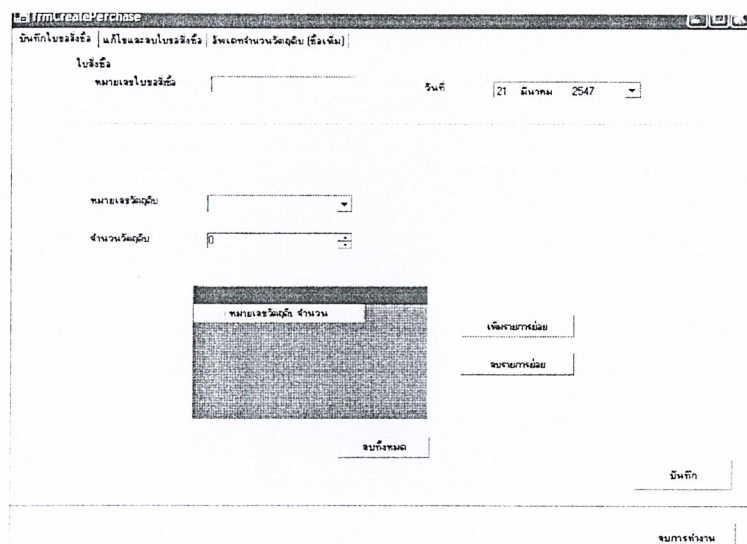 frmCreatePerchase
บันทึกใบขอสั่งซื้อ แก้ไขและลบใบขอสั่งซื้อ อัพเดทจำนวนวัตถุดิบ (ซื้อเพิ่ม)
ใบสั่งซื้อ
หมายเลขใบขอสั่งซื้อ วันที่ 21 มีนาคม 2547
หมายเลขวัตถุดิบ
จำนวนวัตถุดิบ 0
หมายเลขวัตถุดิบ จำนวน
เพิ่มรายการย่อย
ลบรายการย่อย
ลบทั้งหมด
บันทึก
จบการทำงาน